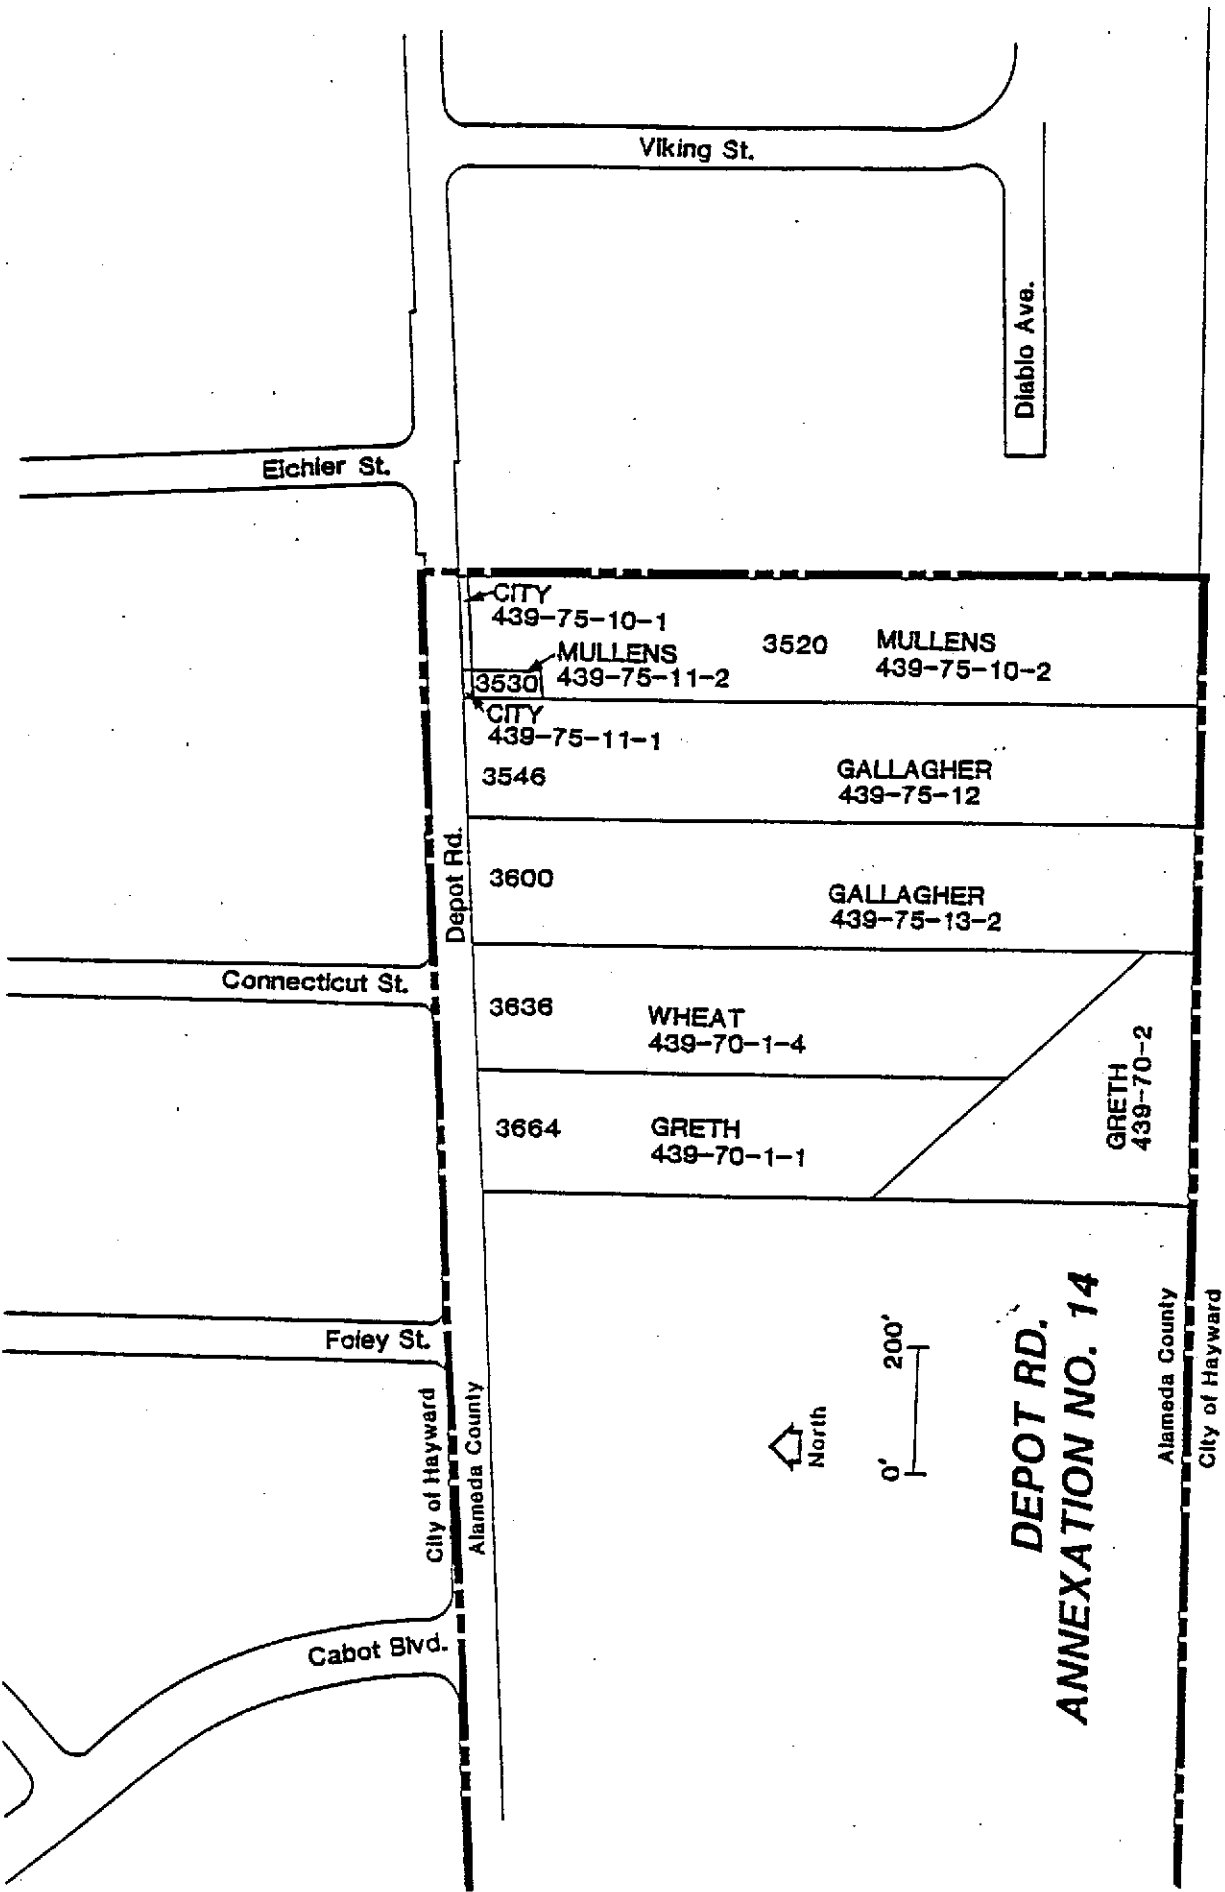 Viking St.
Diablo Ave.
Eichler St.
CITY
439-75-10-1
MULLENS
439-75-11-2
3530
CITY
439-75-11-1
3520
MULLENS
439-75-10-2
3546
GALLAGHER
439-75-12
Depot Rd.
3600
GALLAGHER
439-75-13-2
Connecticut St.
3636
WHEAT
439-70-1-4
GRETH
439-70-2
3664
GRETH
439-70-1-1
Foley St.
City of Hayward
Alameda County
North
0' 200'
DEPOT RD.
ANNEXATION NO. 14
Alameda County
City of Hayward
Cabot Blvd.